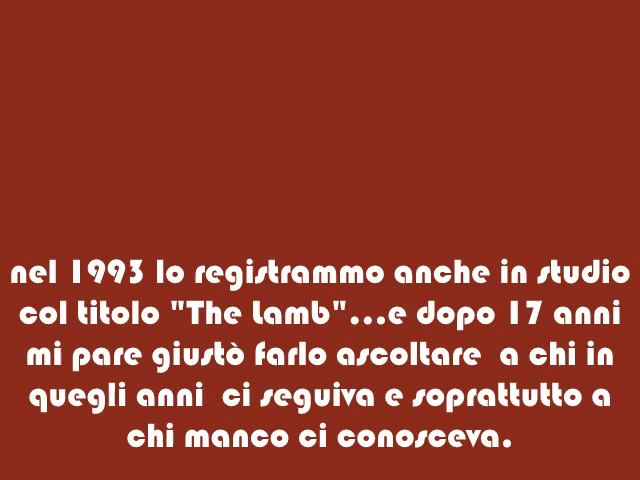 nel 1993 lo registrammo anche in studio
col titolo "The Lamb"...e dopo 17 anni
mi pare giustò farlo ascoltare  a chi in
quegli anni  ci seguiva e soprattutto a
chi manco ci conosceva.